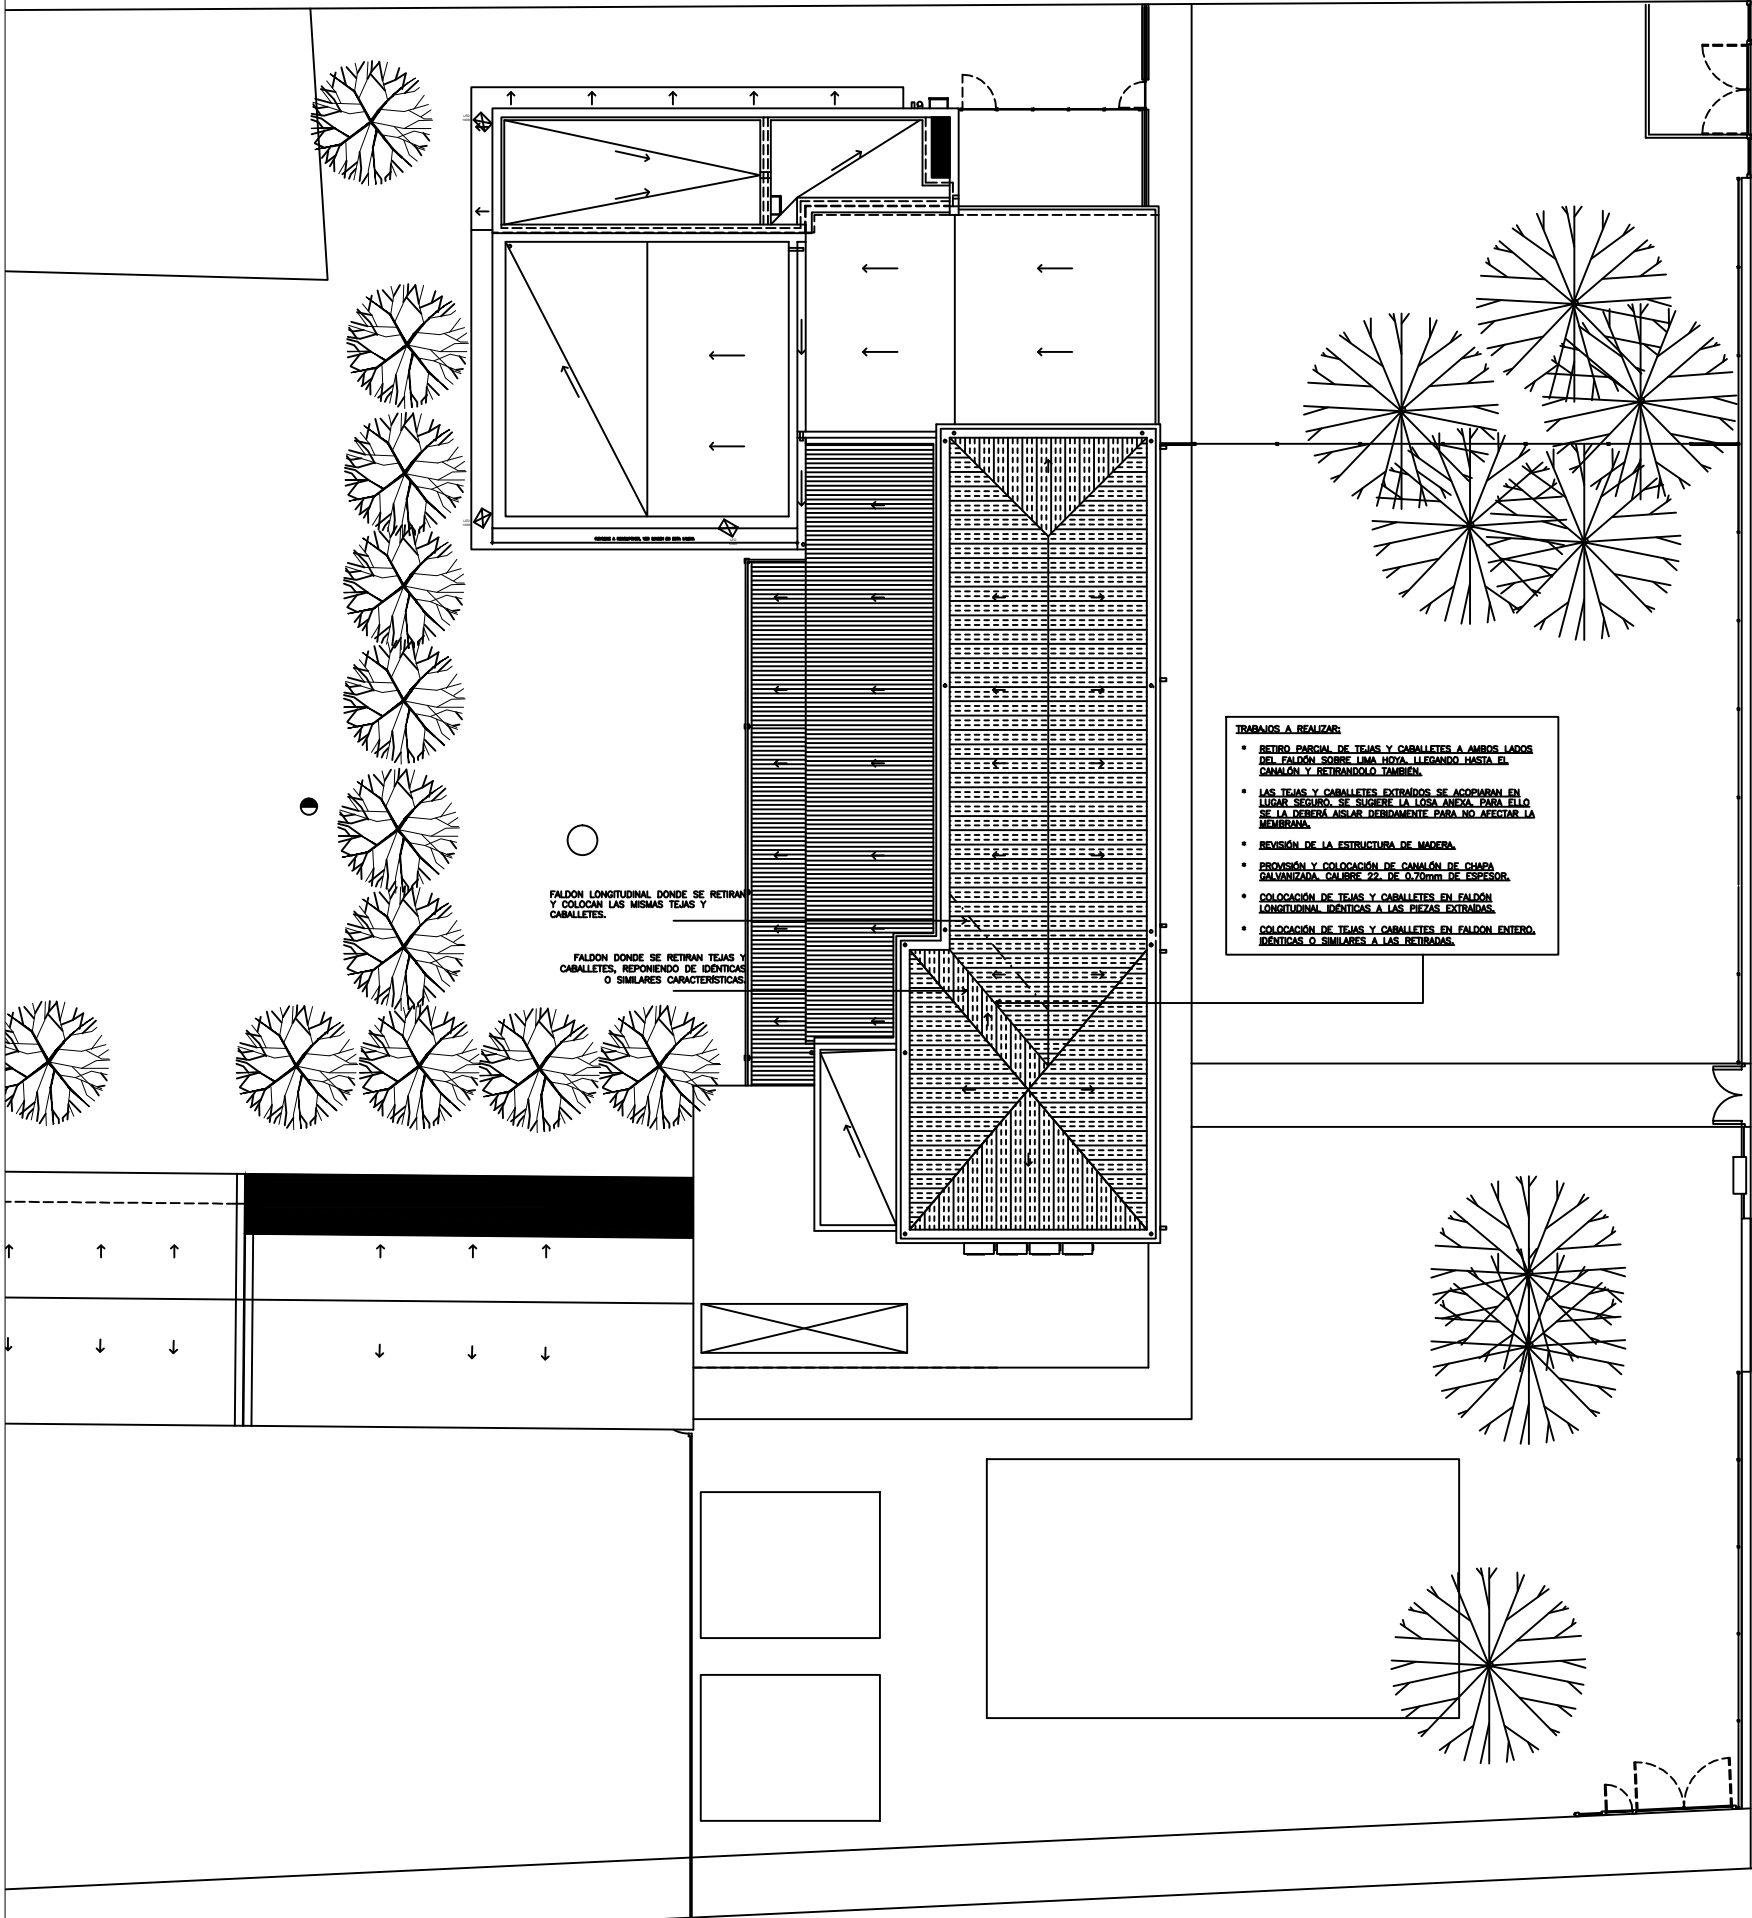 TRABAJOS A REALIZAR:
* RETIRO PARCIAL DE TEJAS Y CABALLETES A AMBOS LADOS
DEL FALDÓN SOBRE LIMA HOYA, LLEGANDO HASTA EL
CANALÓN Y RETIRANDOLO TAMBIÉN.
* LAS TEJAS Y CABALLETES EXTRAÍDOS SE ACOPIARAN EN
LUGAR SEGURO. SE SUGIERE LA LOSA ANEXA. PARA ELLO
SE LA DEBERÁ AISLAR DEBIDAMENTE PARA NO AFECTAR LA
MEMBRANA.
* REVISIÓN DE LA ESTRUCTURA DE MADERA.
* PROVISIÓN Y COLOCACIÓN DE CANALÓN DE CHAPA
GALVANIZADA, CALIBRE 22, DE 0.70mm DE ESPESOR.
* COLOCACIÓN DE TEJAS Y CABALLETES EN FALDÓN
LONGITUDINAL IDÉNTICAS A LAS PIEZAS EXTRAÍDAS.
* COLOCACIÓN DE TEJAS Y CABALLETES EN FALDON ENTERO,
IDÉNTICAS O SIMILARES A LAS RETIRADAS.
FALDON LONGITUDINAL DONDE SE RETIRAN
Y COLOCAN LAS MISMAS TEJAS Y
CABALLETES.
FALDON DONDE SE RETIRAN TEJAS Y
CABALLETES, REPONIENDO DE IDÉNTICAS
O SIMILARES CARACTERÍSTICAS.